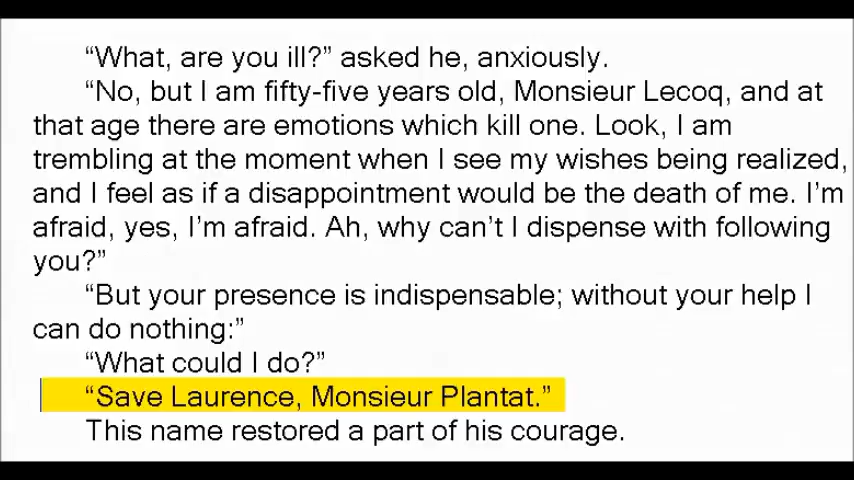 “What, are you ill?” asked he, anxiously.
“No, but I am fifty-five years old, Monsieur Lecoq, and at
that age there are emotions which kill one. Look, I am
trembling at the moment when I see my wishes being realized,
and I feel as if a disappointment would be the death of me. I’m
afraid, yes, I’m afraid. Ah, why can’t I dispense with following
you?”
“But your presence is indispensable; without your help I
can do nothing:”
“What could I do?”
“Save Laurence, Monsieur Plantat.”
This name restored a part of his courage.